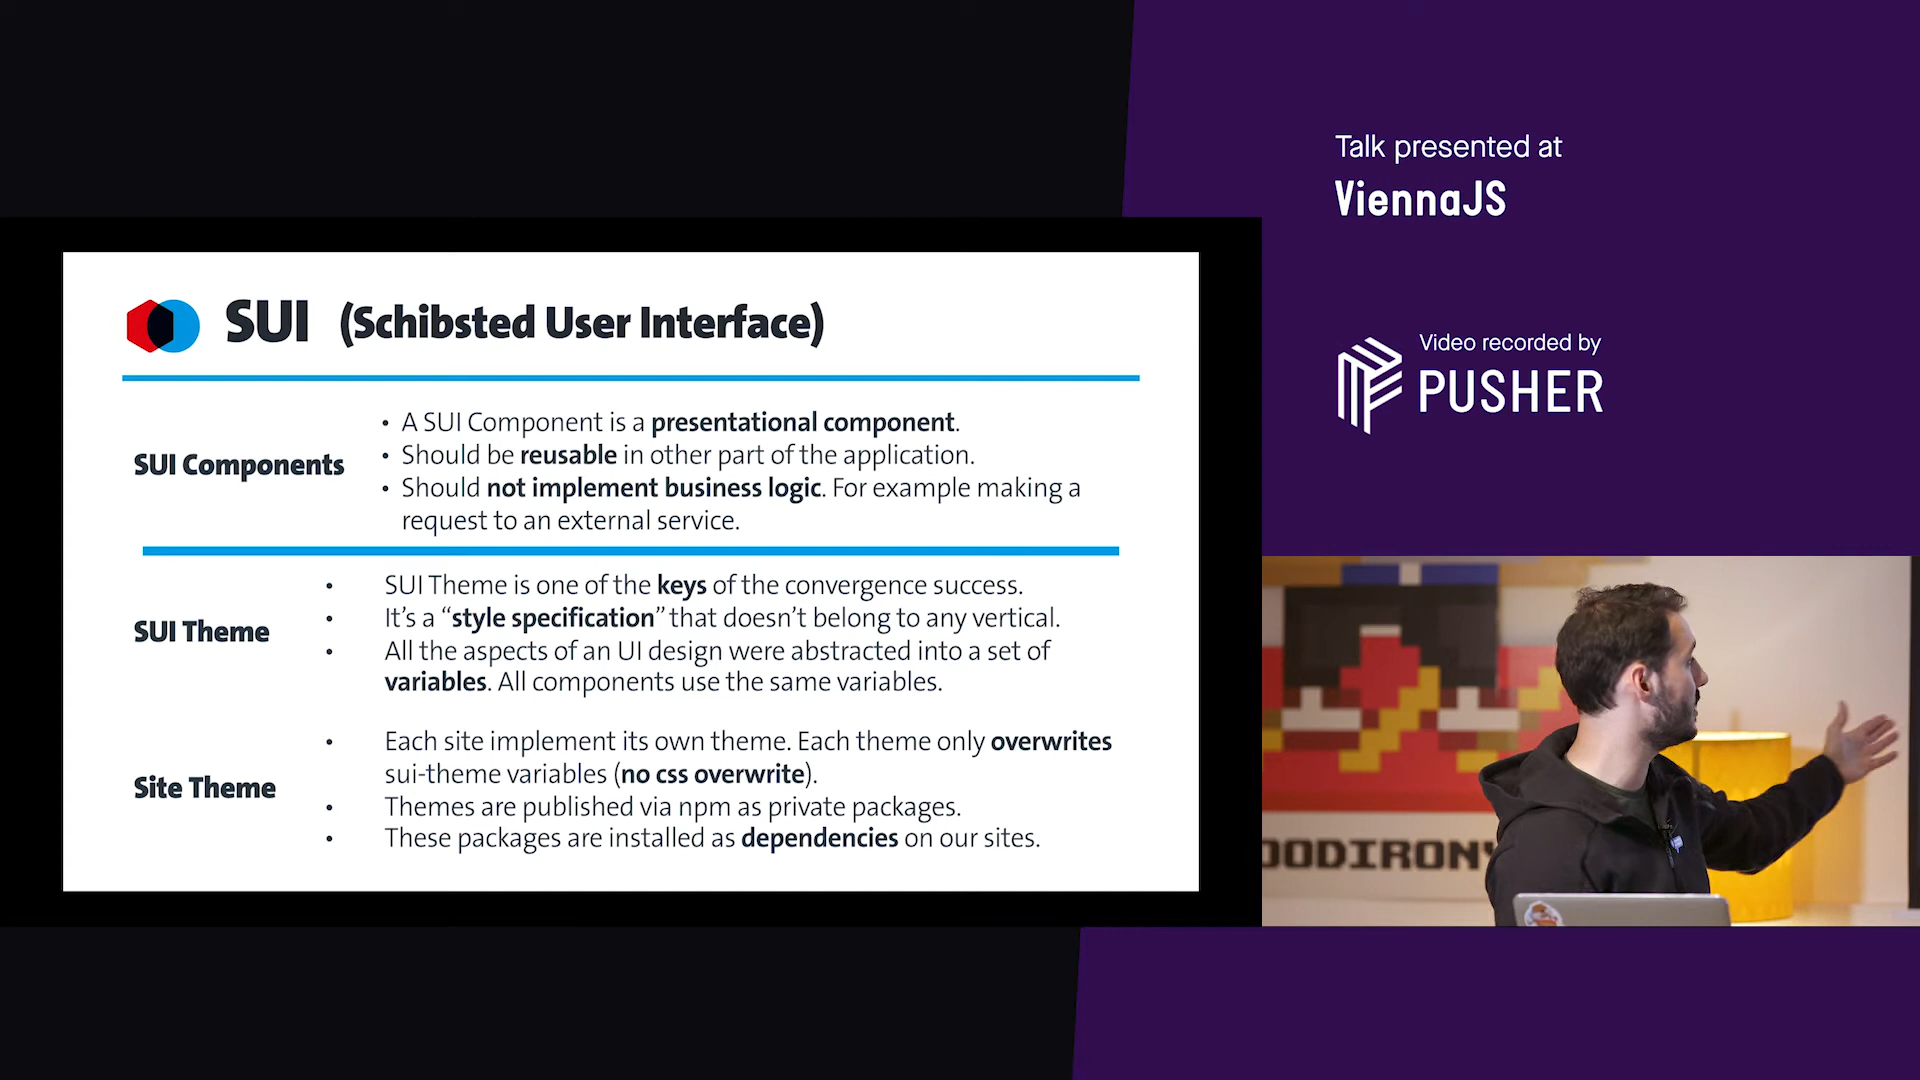 Talk presented at
ViennaJS
Video recorded by
PUSHER
SUI (Schibsted User Interface)
SUI Components
• A SUI Component is a presentational component.
• Should be reusable in other part of the application.
• Should not implement business logic. For example making a
request to an external service.
SUI Theme
• SUI Theme is one of the keys of the convergence success.
• It’s a “style specification” that doesn’t belong to any vertical.
• All the aspects of an UI design were abstracted into a set of
variables. All components use the same variables.
Site Theme
• Each site implement its own theme. Each theme only overwrites
sui-theme variables (no css overwrite).
• Themes are published via npm as private packages.
• These packages are installed as dependencies on our sites.